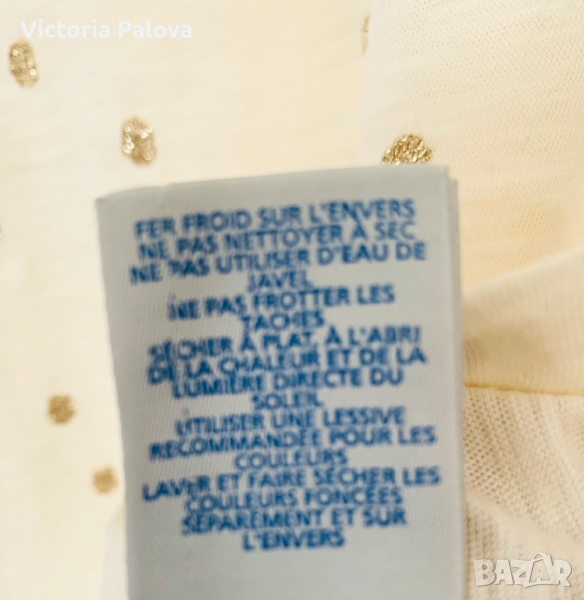 Victoria Palova
FER FROID SUR L'ENVERS
NE PAS NETTOYER À SEC
NE PAS UTILISER D'EAU DE
JAVEL
NE PAS FROTTER LES
TACHES
SÉCHER À PLAT, À L'ABRI
DE LA CHALEUR ET DE LA
LUMIÈRE DIRECTE DU
SOLEIL
UTILISER UNE LESSIVE
RECOMMANDÉE POUR LES
COULEURS
LAVER ET FAIRE SÉCHER LES
COULEURS FONCÉES
SÉPARÉMENT ET SUR
L'ENVERS
BAZAR